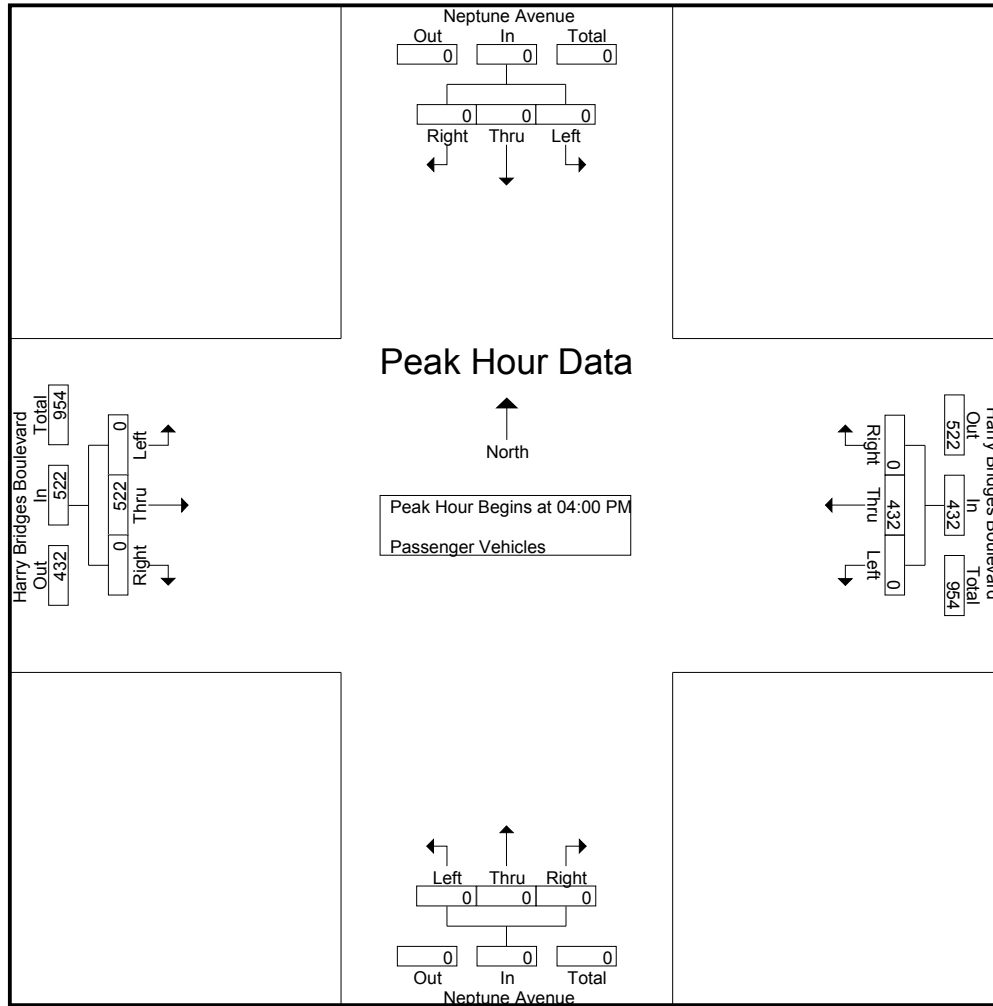 Neptune Avenue
Out In Total
0 0 0
0 0 0
Right Thru Left
Peak Hour Data
North
Peak Hour Begins at 04:00 PM
Passenger Vehicles
Harry Bridges Boulevard
Out In Total
432 522 954
0 522 0
Left Thru Right
Harry Bridges Boulevard
Out In Total
522 432 954
0 432 0
Right Thru Left
Left Thru Right
0 0 0
0 0 0
Out In Total
Neptune Avenue